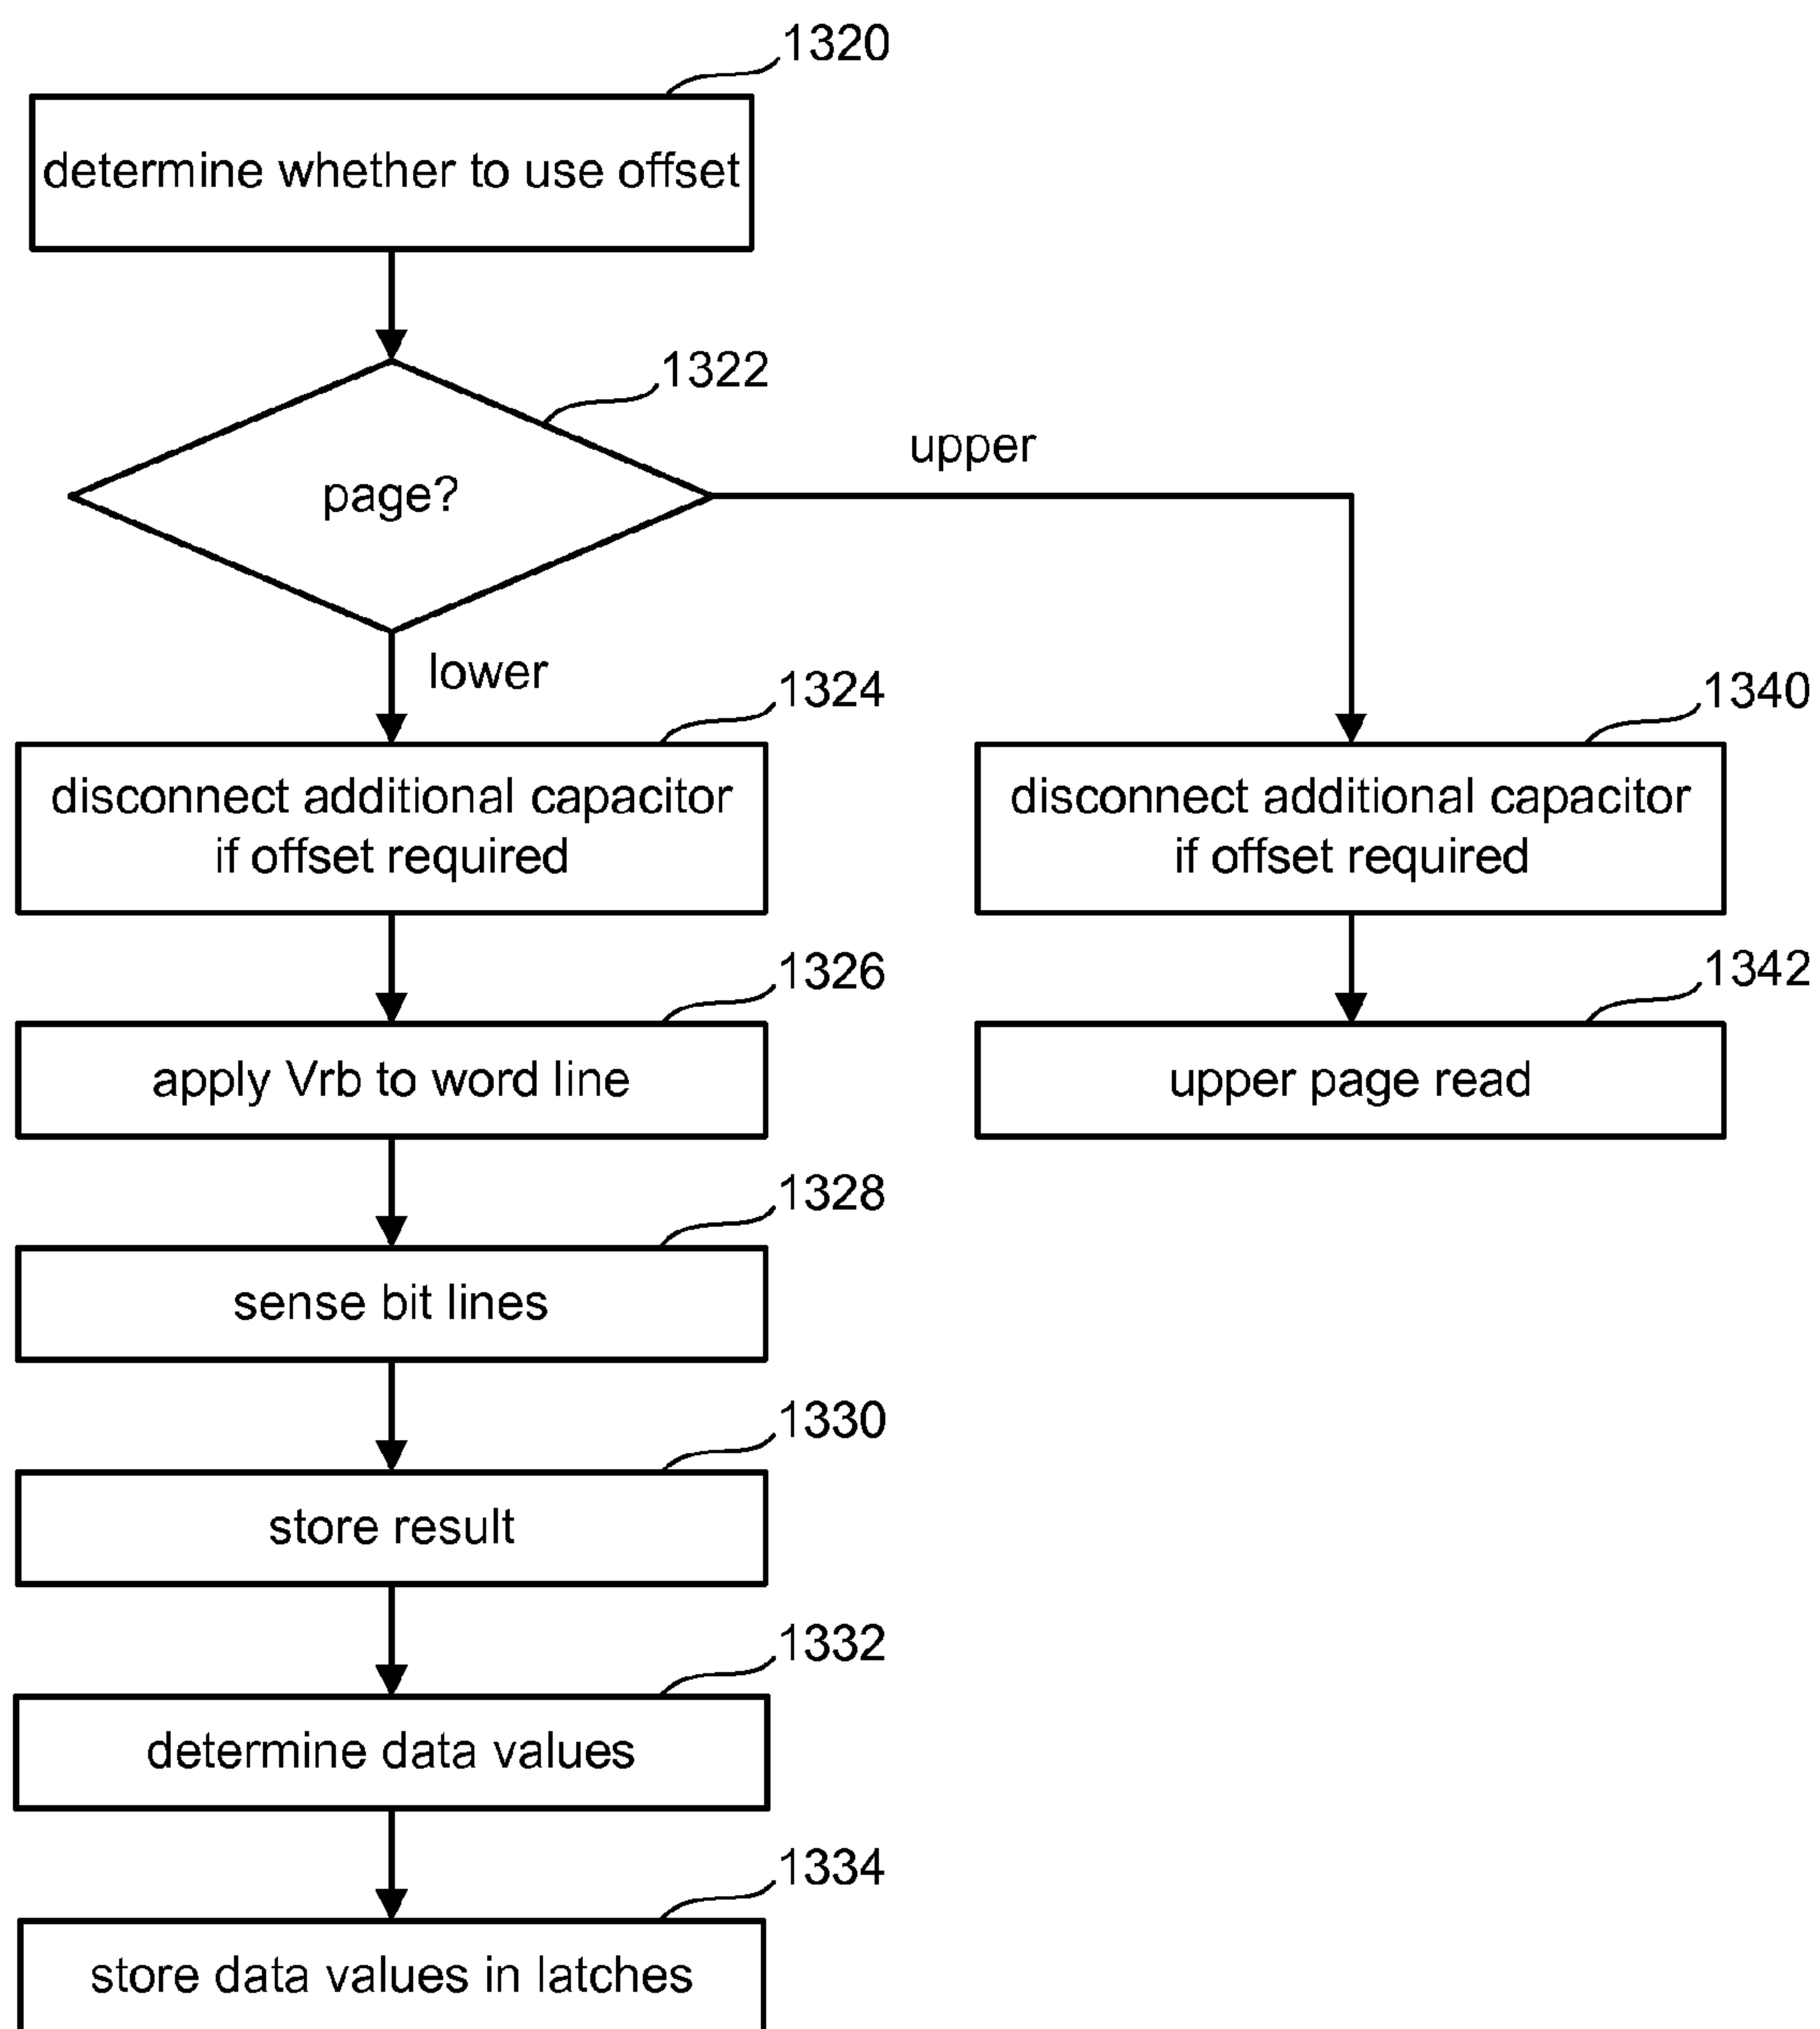 1320
determine whether to use offset
1322
page?
upper
lower
1324
disconnect additional capacitor
if offset required
1340
disconnect additional capacitor
if offset required
1326
apply Vrb to word line
1342
upper page read
1328
sense bit lines
1330
store result
1332
determine data values
1334
store data values in latches